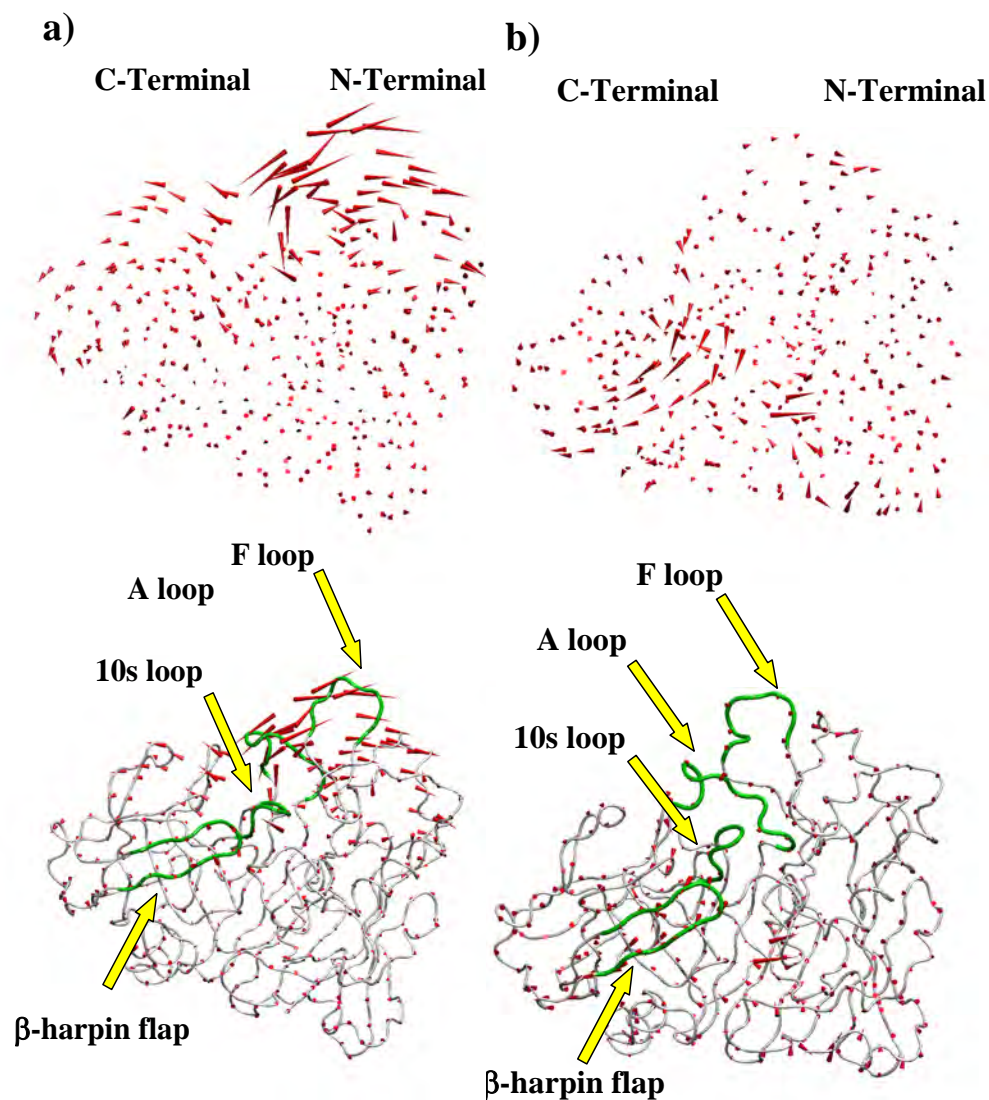 a)
b)
C-Terminal
N-Terminal
C-Terminal
N-Terminal
F loop
A loop
10s loop
β-harpin flap
F loop
A loop
10s loop
β-harpin flap